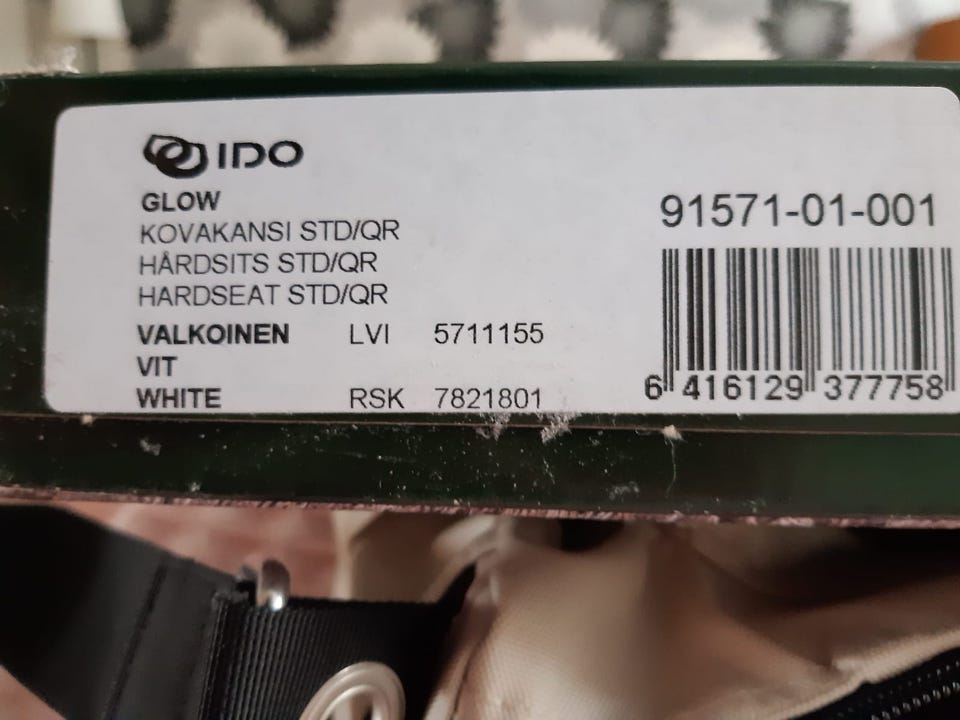 IDO
GLOW
KOVAKANSI STD/QR
HÅRDSITS STD/QR
HARDSEAT STD/QR
VALKOINEN LVI 5711155
VIT
WHITE RSK 7821801
91571-01-001
6 416129 377758